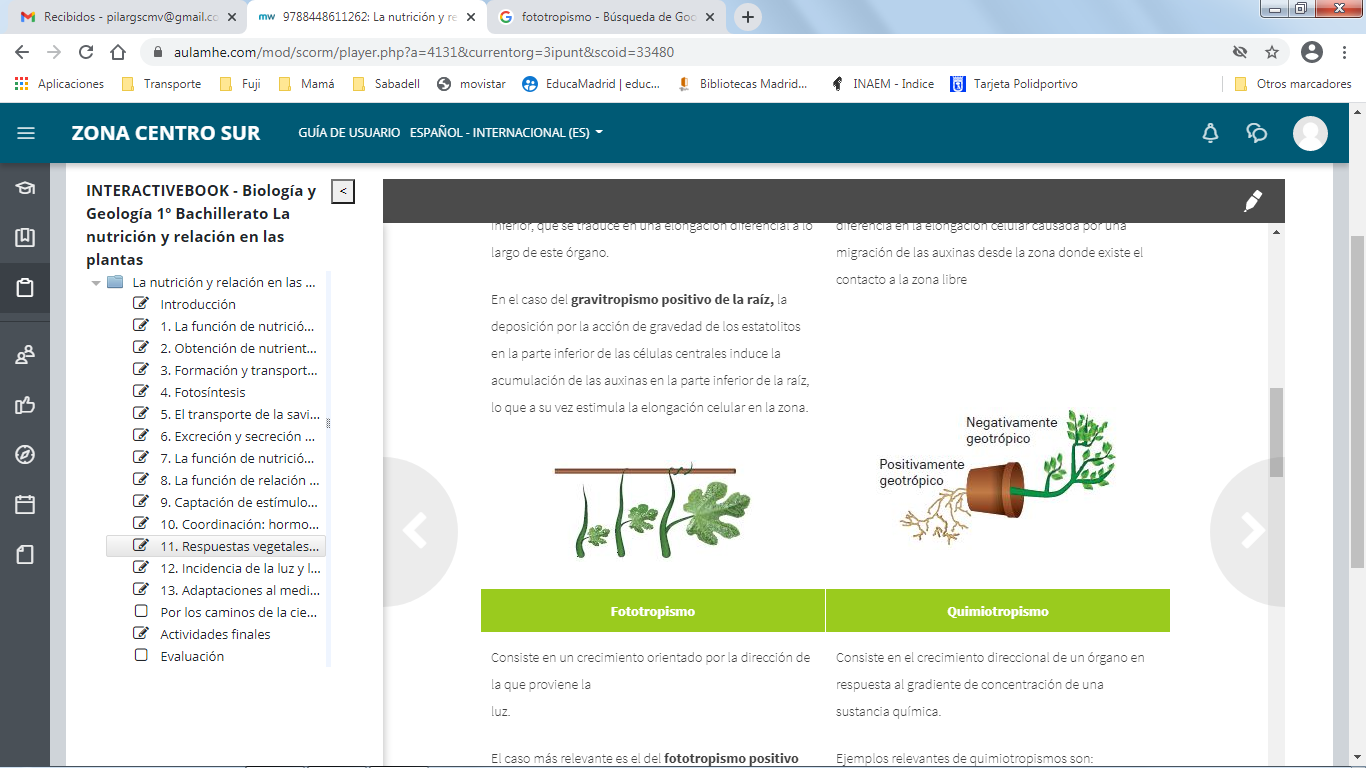 Recibidos - pilargscmv@gmail.co
9788448611262: La nutrición y re
fototropismo - Búsqueda de Goo
aulamhe.com/mod/scorm/player.php?a=4131&currentorg=3ipunt&scoid=33480
Aplicaciones
Transporte
Fuji
Mamá
Sabadell
movistar
EducaMadrid | educ...
Bibliotecas Madrid...
INAEM - Indice
Tarjeta Polidportivo
Otros marcadores
ZONA CENTRO SUR
GUÍA DE USUARIO
ESPAÑOL - INTERNACIONAL (ES)
INTERACTIVEBOOK - Biología y
Geología 1º Bachillerato La
nutrición y relación en las
plantas
<
La nutrición y relación en las ...
Introducción
1. La función de nutrició...
2. Obtención de nutrient...
3. Formación y transport...
4. Fotosíntesis
5. El transporte de la savi...
6. Excreción y secreción ...
7. La función de nutrició...
8. La función de relación ...
9. Captación de estímulo...
10. Coordinación: hormo...
11. Respuestas vegetales...
12. Incidencia de la luz y l...
13. Adaptaciones al medi...
Por los caminos de la cie...
Actividades finales
Evaluación
inferior, que se traduce en una elongación diferencial a lo
largo de este órgano.
En el caso del gravitropismo positivo de la raíz, la
deposición por la acción de gravedad de los estatolitos
en la parte inferior de las células centrales induce la
acumulación de las auxinas en la parte inferior de la raíz,
lo que a su vez estimula la elongación celular en la zona.
diferencia en la elongación celular causada por una
migración de las auxinas desde la zona donde existe el
contacto a la zona libre
Negativamente
geotrópico
Positivamente
geotrópico
Fototropismo
Quimiotropismo
Consiste en un crecimiento orientado por la dirección de
la que proviene la
luz.
El caso más relevante es el del fototropismo positivo
Consiste en el crecimiento direccional de un órgano en
respuesta al gradiente de concentración de una
sustancia química.
Ejemplos relevantes de quimiotropismos son: